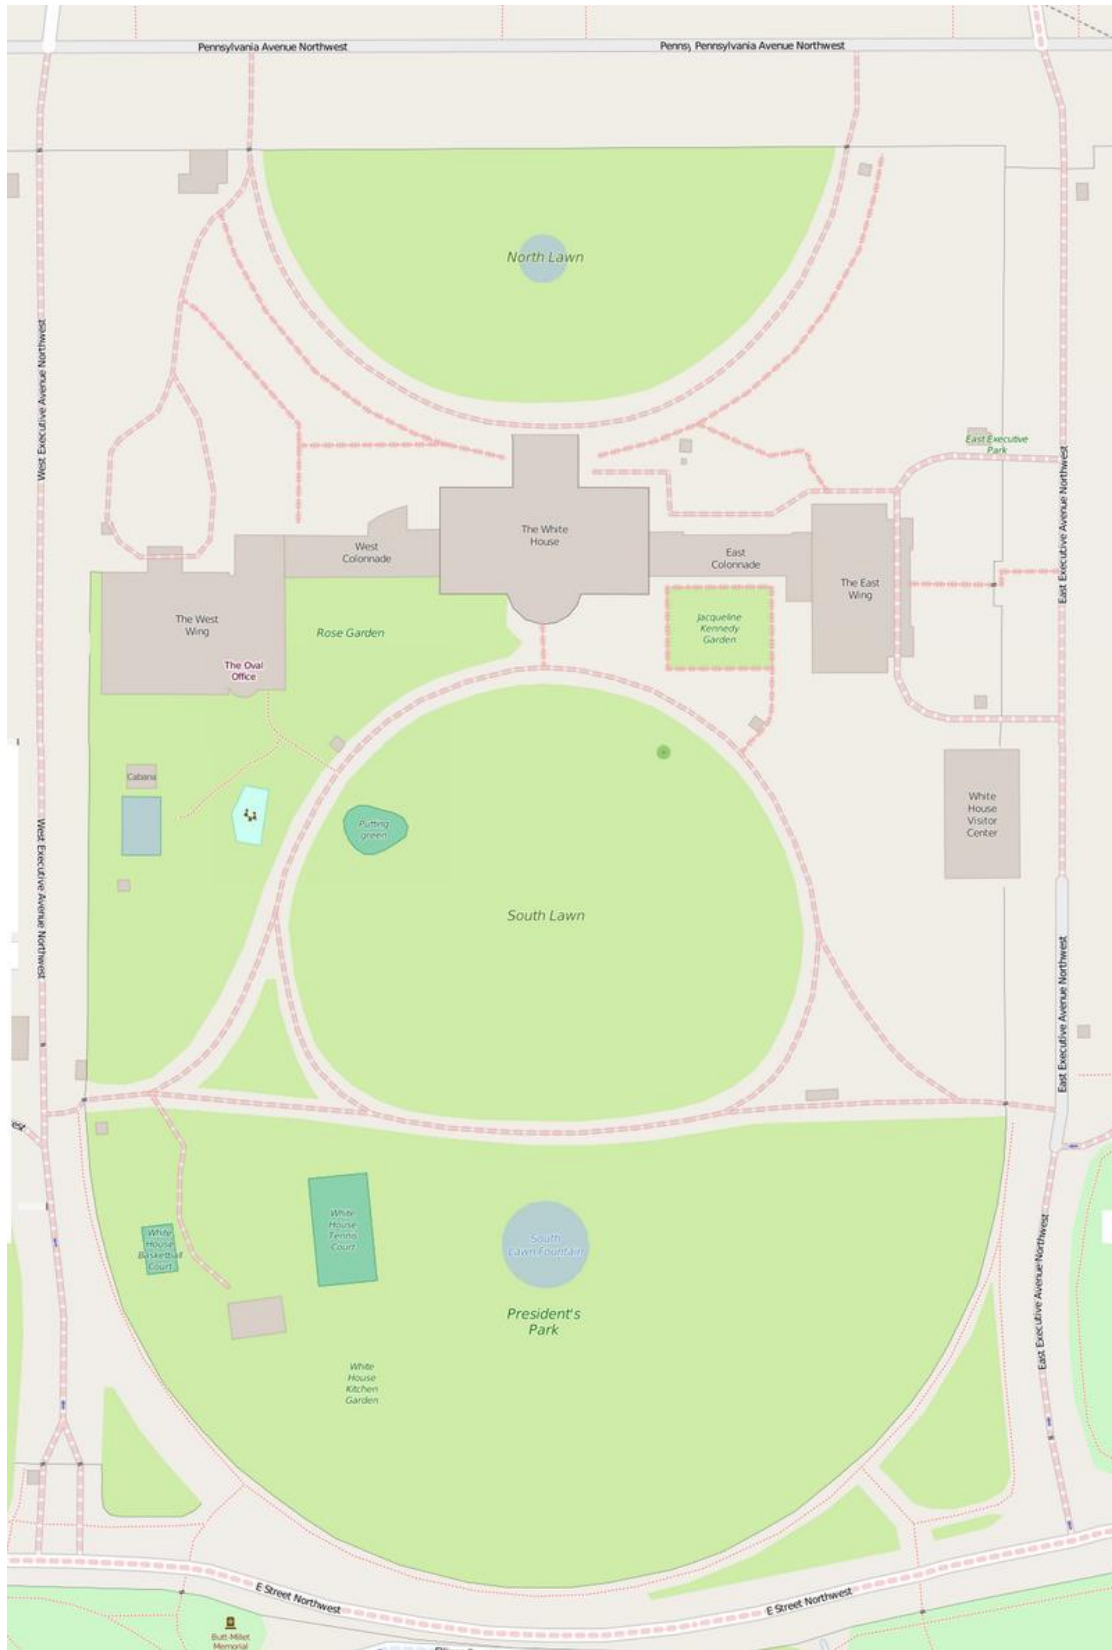 Pennsylvania Avenue Northwest
Pennsylvania Avenue Northwest
North Lawn
West Executive Avenue Northwest
East Executive
Park
East Executive Avenue Northwest
The White
House
West
Colonnade
East
Colonnade
The East
Wing
The West
Wing
Rose Garden
Jacqueline
Kennedy
Garden
The Oval
Office
Cabana
Putting
green
White
House
Visitor
Center
West Executive Avenue Northwest
South Lawn
East Executive Avenue Northwest
White
House
Tennis
Court
White
House
Basketball
Court
South
Lawn Fountain
East Executive Avenue Northwest
President's
Park
White
House
Kitchen
Garden
E Street Northwest
E Street Northwest
Butt-Millet
Memorial